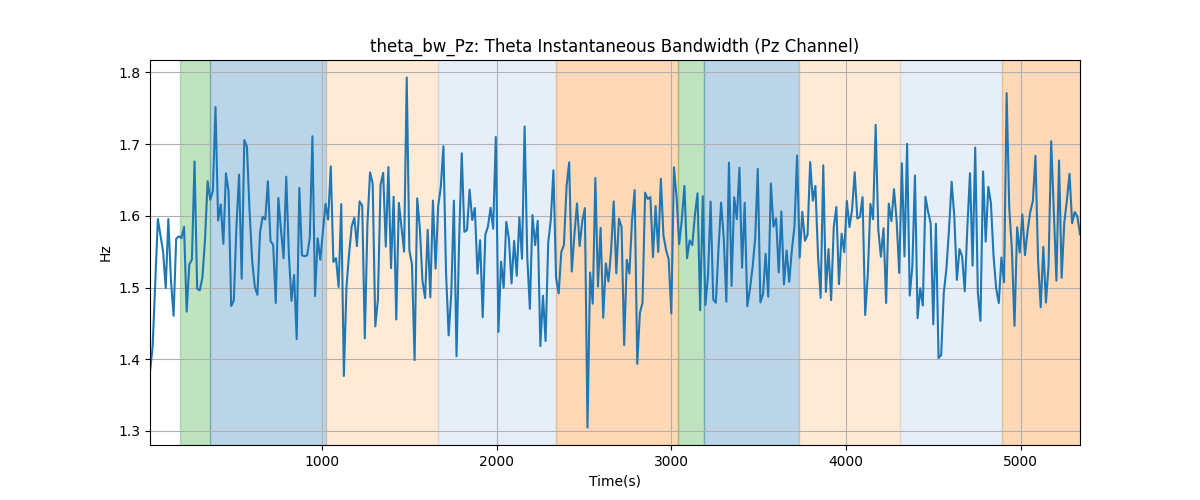 theta_bw_Pz: Theta Instantaneous Bandwidth (Pz Channel)
Hz
1.8
1.7
1.6
1.5
1.4
1.3
1000 2000 3000 4000 5000
Time(s)